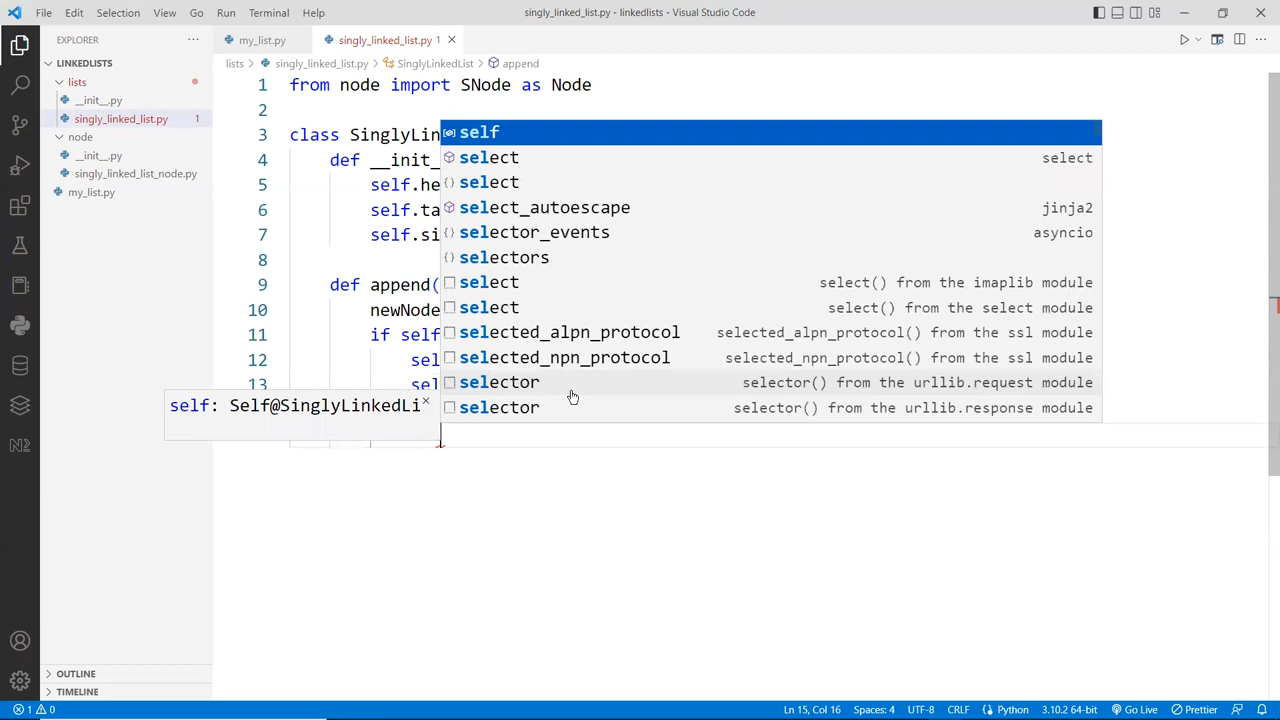 File Edit Selection View Go Run Terminal Help
singly_linked_list.py - linkedlists - Visual Studio Code
EXPLORER
my_list.py
singly_linked_list.py 1
LINKEDLISTS
lists > singly_linked_list.py > SinglyLinkedList > append
lists
__init__.py
singly_linked_list.py 1
node
__init__.py
singly_linked_list_node.py
my_list.py
1 from node import SNode as Node
2
3 class SinglyLin
4 def __init_
5 self.he
6 self.ta
7 self.si
8
9 def append(
10 newNode
11 if self
12 sel
13 sel
self
select select
select
select_autoescape jinja2
selector_events asyncio
selectors
select select() from the imaplib module
select select() from the select module
selected_alpn_protocol selected_alpn_protocol() from the ssl module
selected_npn_protocol selected_npn_protocol() from the ssl module
selector selector() from the urllib.request module
selector selector() from the urllib.response module
self: Self@SinglyLinkedLi
OUTLINE
TIMELINE
1 0
Ln 15, Col 16 Spaces: 4 UTF-8 CRLF Python 3.10.2 64-bit Go Live Prettier